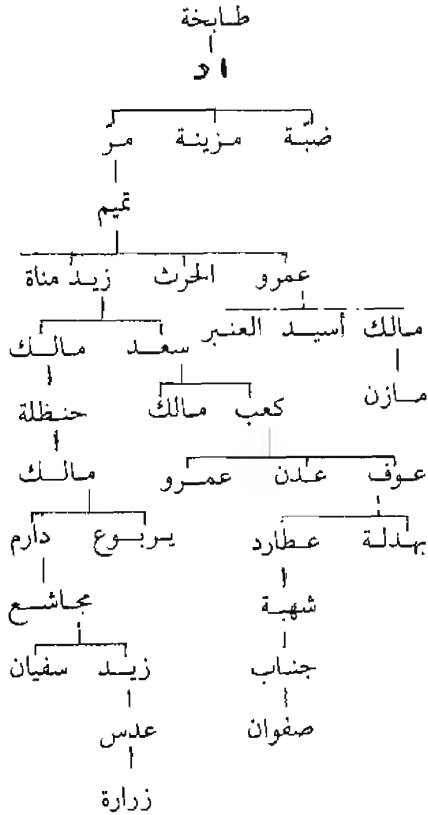 طابخة
اد
ضبّة مزينة مرّ
تميم
عمرو الحرث زيد مناة
مالك أسيد العنبر سعد مالك
مازن كعب مالك حنظلة
عوف عدن عمرو مالك
بهدلة عطارد يربوع دارم
شهبة مجاشع
جناب زيد سفيان
صفوان عدس
زرارة